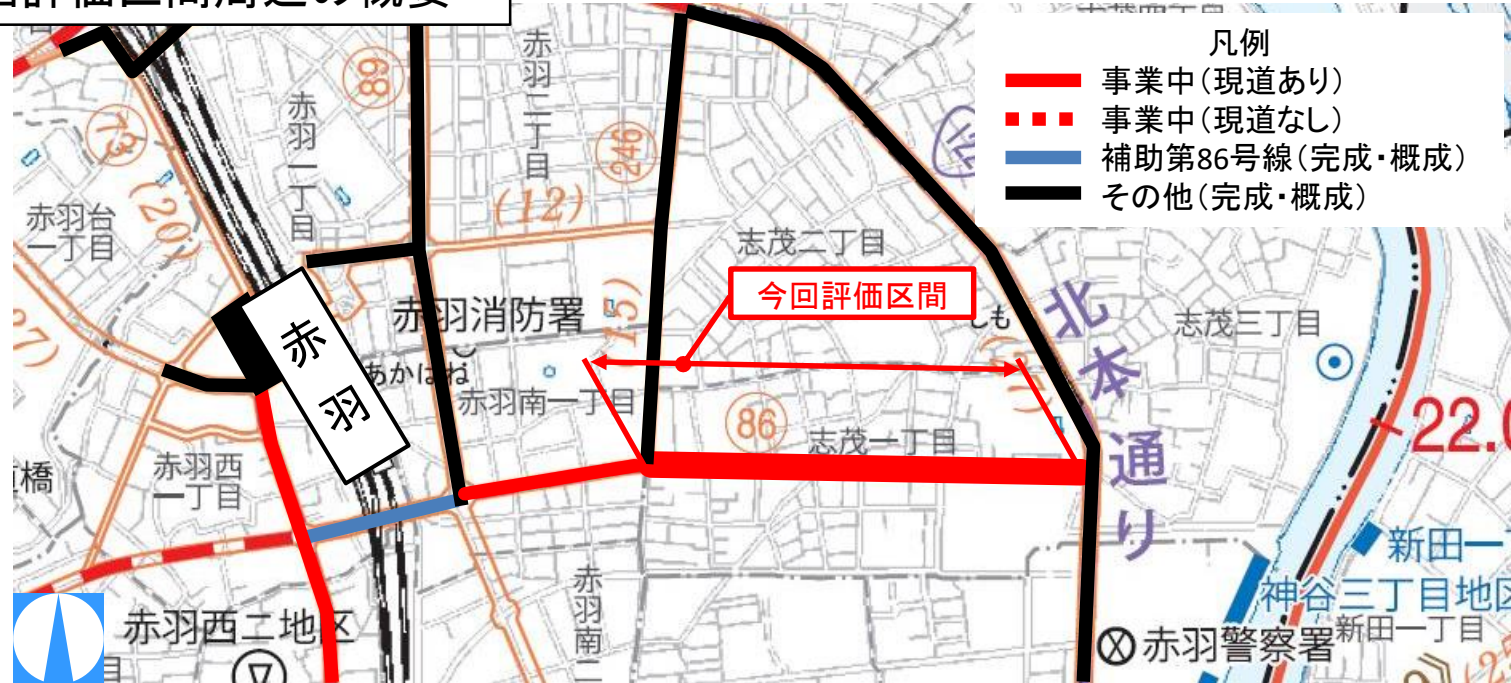 評価区間周辺の概要
凡例
事業中(現道あり)
事業中(現道なし)
補助第86号線(完成・概成)
その他(完成・概成)
志茂四丁目
赤羽二丁目
89
73
赤羽一丁目
246
122
(20)
(12)
赤羽台
一丁目
志茂二丁目
今回評価区間
赤羽消防署
(15)
しも
北本通り
志茂三丁目
赤羽
あかばね
赤羽南一丁目
86
志茂一丁目
22.0
橋
赤羽西
一丁目
新田一
神谷三丁目地区
新田一丁目
赤羽西二地区
赤羽南二
赤羽警察署